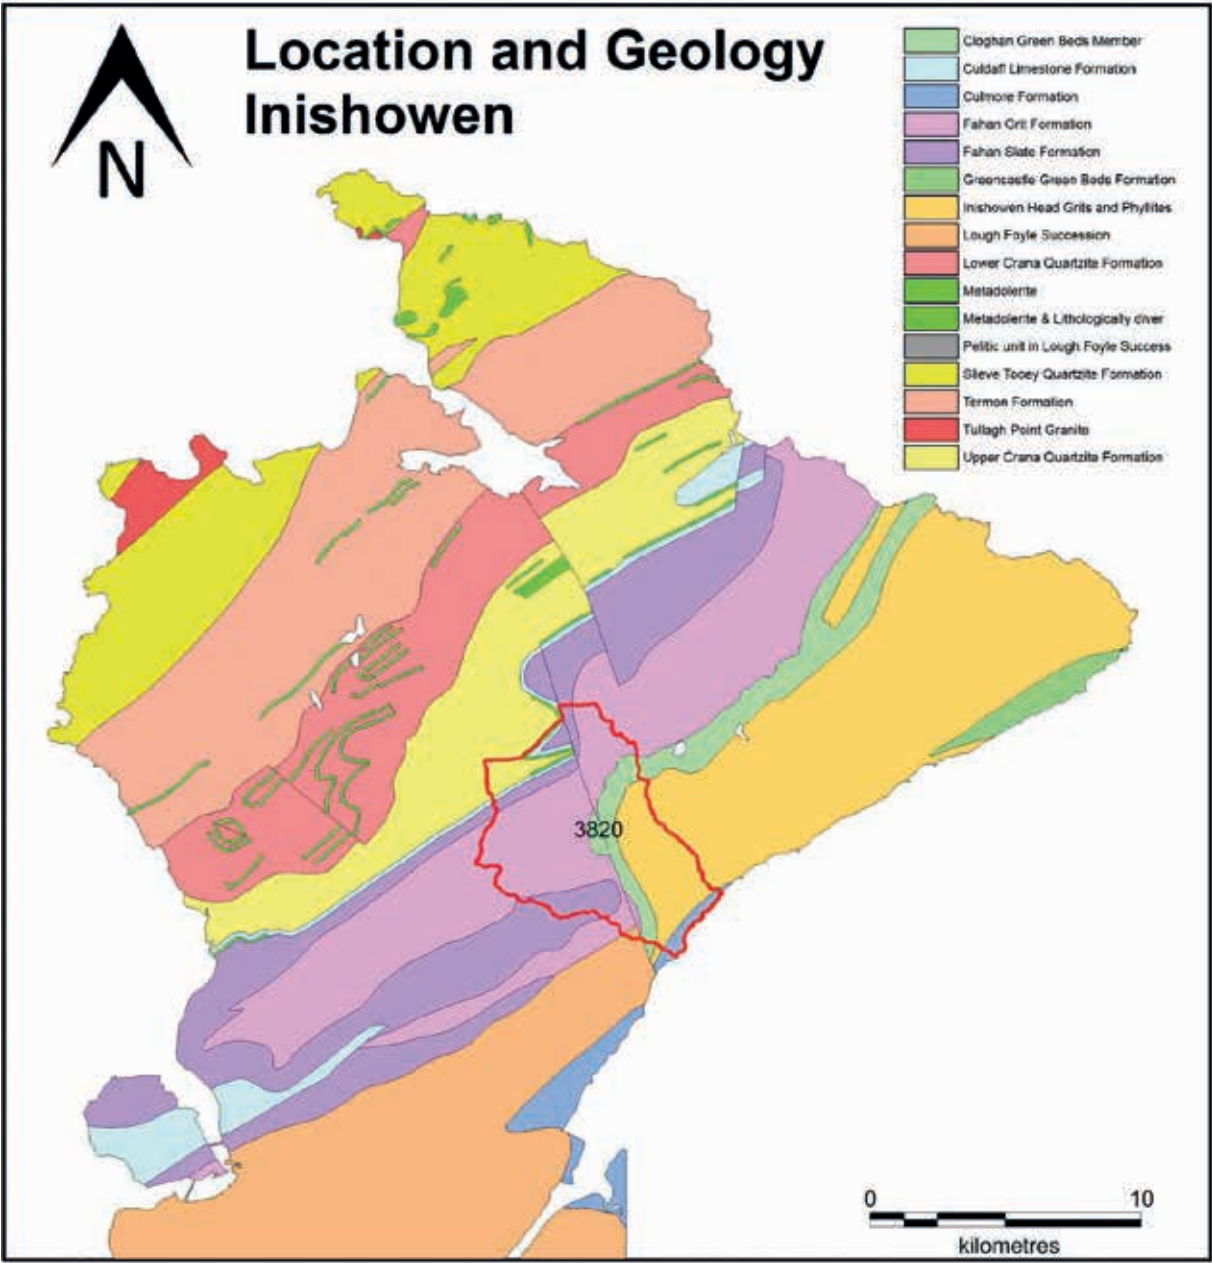 Location and Geology
Inishowen
N
Cloghan Green Beds Member
Culdaff Limestone Formation
Culmore Formation
Fahan Grit Formation
Fahan Slate Formation
Greencastle Green Beds Formation
Inishowen Head Grits and Phyllites
Lough Foyle Succession
Lower Crana Quartzite Formation
Metadolerite
Metadolerite & Lithologically diver
Pelitic unit in Lough Foyle Success
Slieve Tooey Quartzite Formation
Termon Formation
Tullagh Point Granite
Upper Crana Quartzite Formation
3820
0 10
kilometres